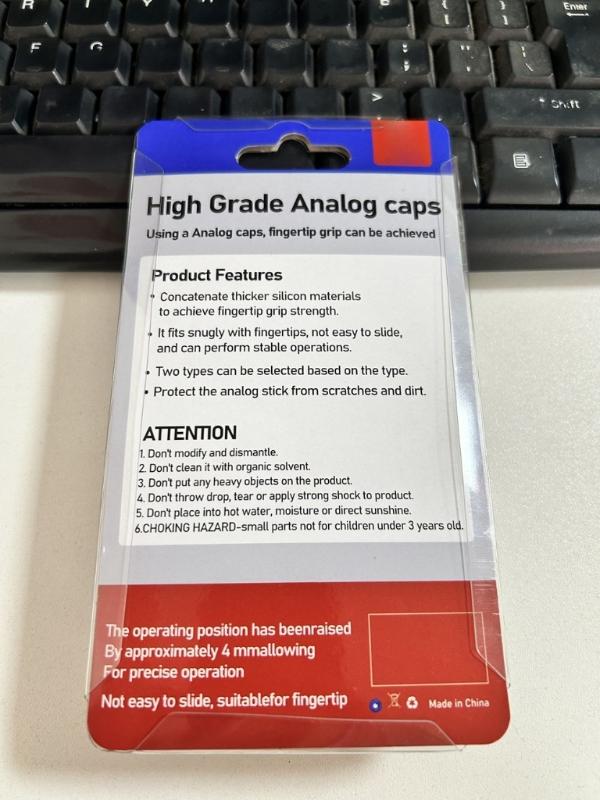 R
T
Y
U
I
O
P
{
[
}
]
Enter
F
G
:
;
"
'
>
Shift
High Grade Analog caps
Using a Analog caps, fingertip grip can be achieved
Product Features
• Concatenate thicker silicon materials
to achieve fingertip grip strength.
• It fits snugly with fingertips, not easy to slide,
and can perform stable operations.
• Two types can be selected based on the type.
• Protect the analog stick from scratches and dirt.
ATTENTION
1. Don't modify and dismantle.
2. Don't clean it with organic solvent.
3. Don't put any heavy objects on the product.
4. Don't throw drop, tear or apply strong shock to product.
5. Don't place into hot water, moisture or direct sunshine.
6.CHOKING HAZARD-small parts not for children under 3 years old.
The operating position has beenraised
By approximately 4 mmallowing
For precise operation
Not easy to slide, suitablefor fingertip
Made in China